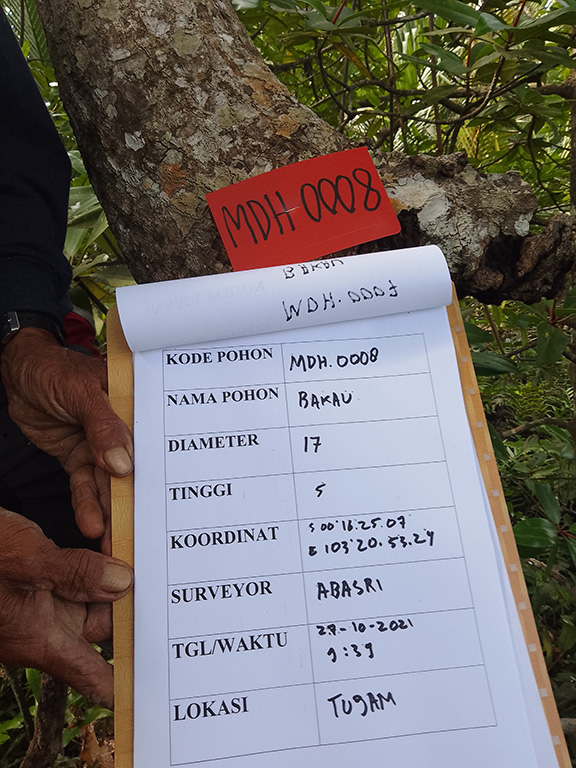 MDH 0008
BAKAU
MDH.0007
KODE POHON MDH.0008
NAMA POHON BAKAU
DIAMETER 17
TINGGI 5
KOORDINAT S 00°16.25.07
E 103°20.53.29
SURVEYOR ABASRI
TGL/WAKTU 27-10-2021
9:39
LOKASI TUGAM